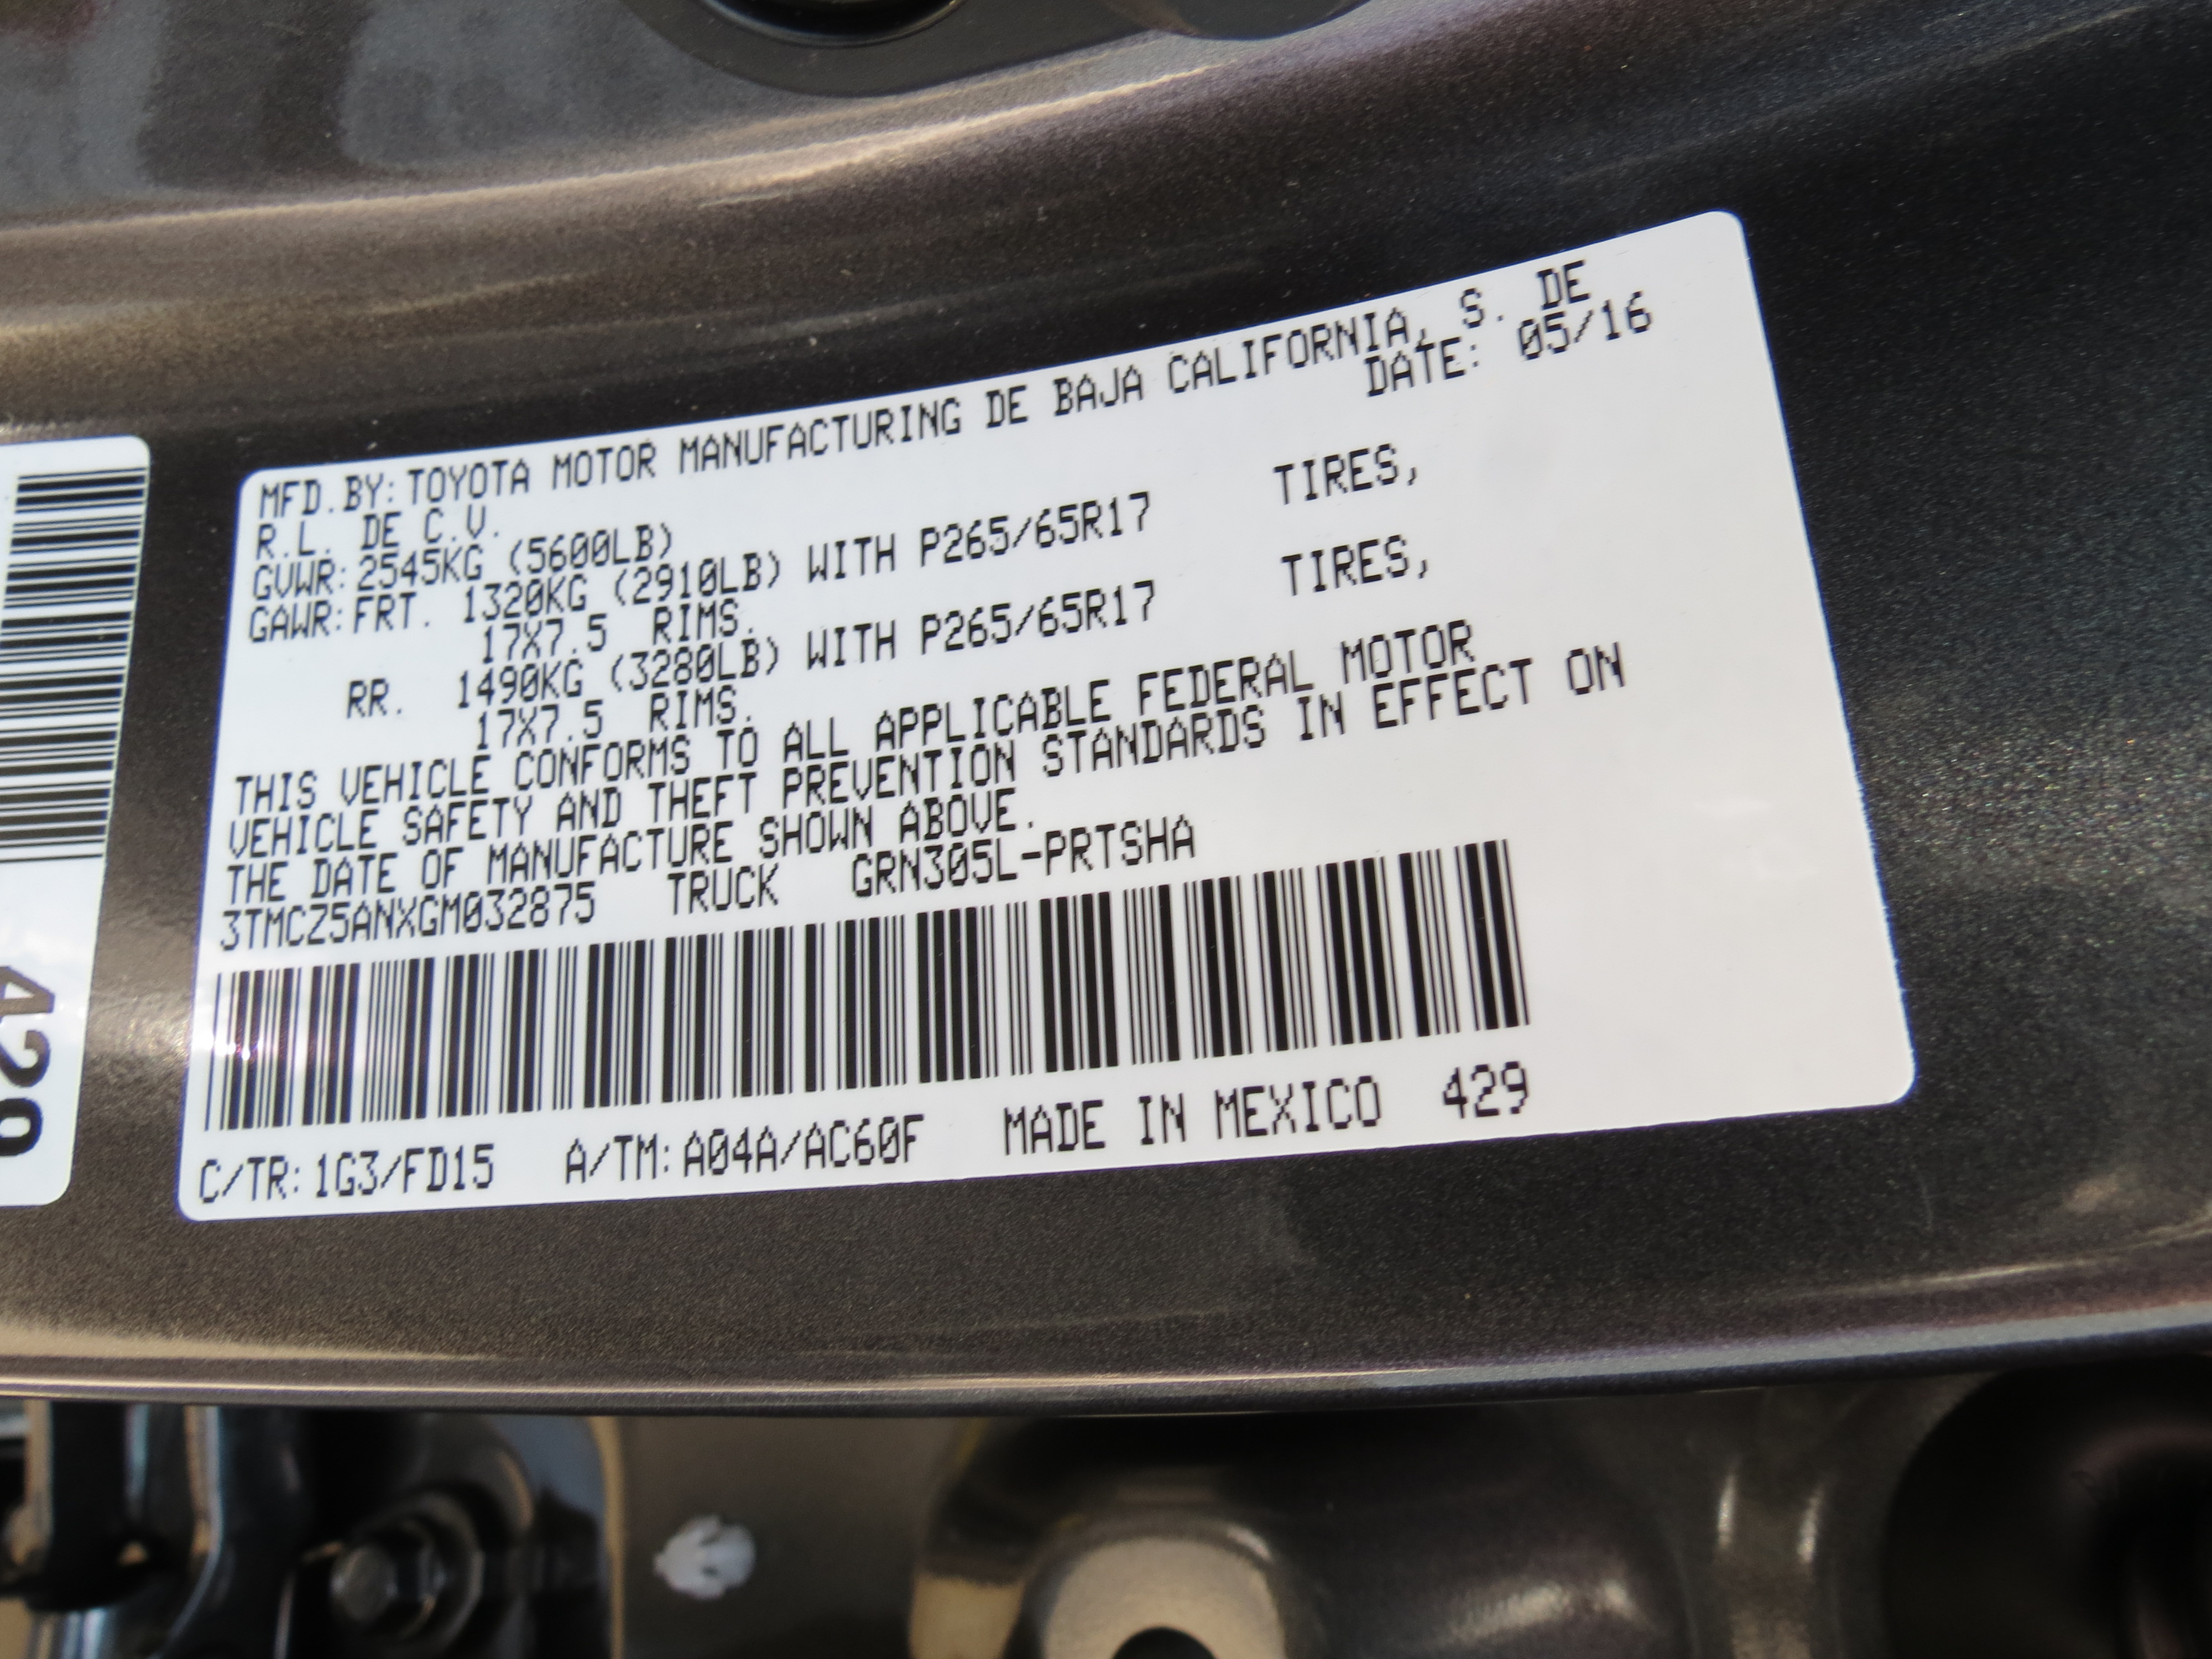 MFD.BY:TOYOTA MOTOR MANUFACTURING DE BAJA CALIFORNIA, S. DE
R.L. DE C.V. DATE: 05/16
GVWR:2545KG (5600LB)
GAWR:FRT. 1320KG (2910LB) WITH P265/65R17 TIRES,
17X7.5 RIMS.
RR. 1490KG (3280LB) WITH P265/65R17 TIRES,
17X7.5 RIMS.
THIS VEHICLE CONFORMS TO ALL APPLICABLE FEDERAL MOTOR
VEHICLE SAFETY AND THEFT PREVENTION STANDARDS IN EFFECT ON
THE DATE OF MANUFACTURE SHOWN ABOVE.
3TMCZ5ANXGM032875 TRUCK GRN305L-PRTSHA
C/TR:1G3/FD15 A/TM:A04A/AC60F MADE IN MEXICO 429
429